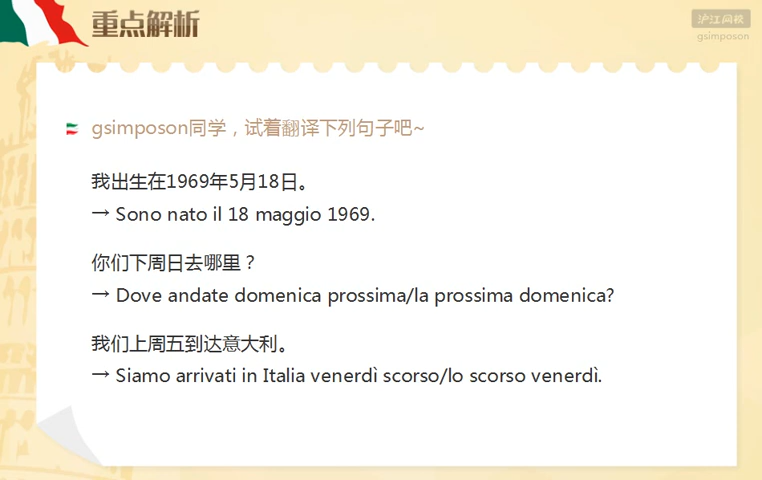 重点解析
沪江网校
gsimposon
gsimposon同学，试着翻译下列句子吧~
我出生在1969年5月18日。
→ Sono nato il 18 maggio 1969.
你们下周日去哪里？
→ Dove andate domenica prossima/la prossima domenica?
我们上周五到达意大利。
→ Siamo arrivati in Italia venerdì scorso/lo scorso venerdì.